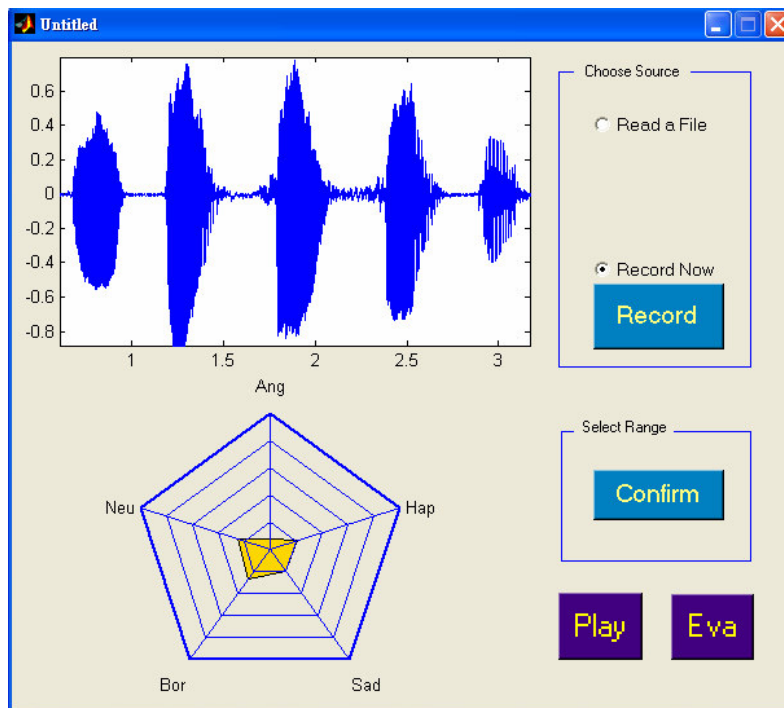 Untitled
0.6
0.4
0.2
0
-0.2
-0.4
-0.6
-0.8
1 1.5 2 2.5 3
Choose Source
Read a File
Record Now
Record
Ang
Neu
Hap
Bor
Sad
Select Range
Confirm
Play
Eva